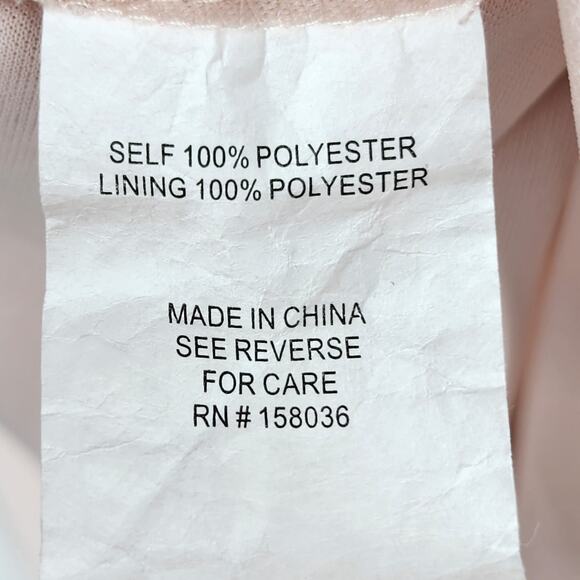 SELF 100% POLYESTER
LINING 100% POLYESTER
MADE IN CHINA
SEE REVERSE
FOR CARE
RN # 158036